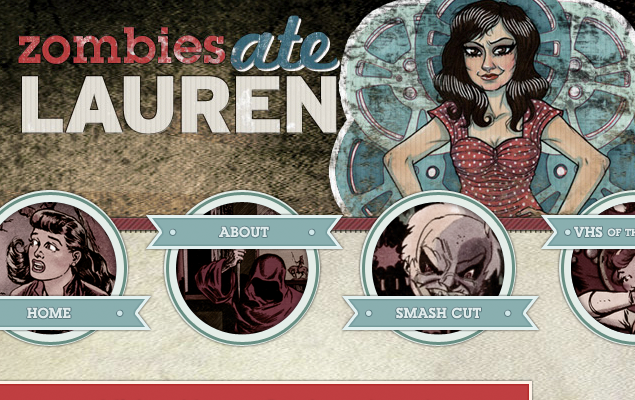 zombies ate
LAUREN
ABOUT
VHS OF TH
HOME
SMASH CUT